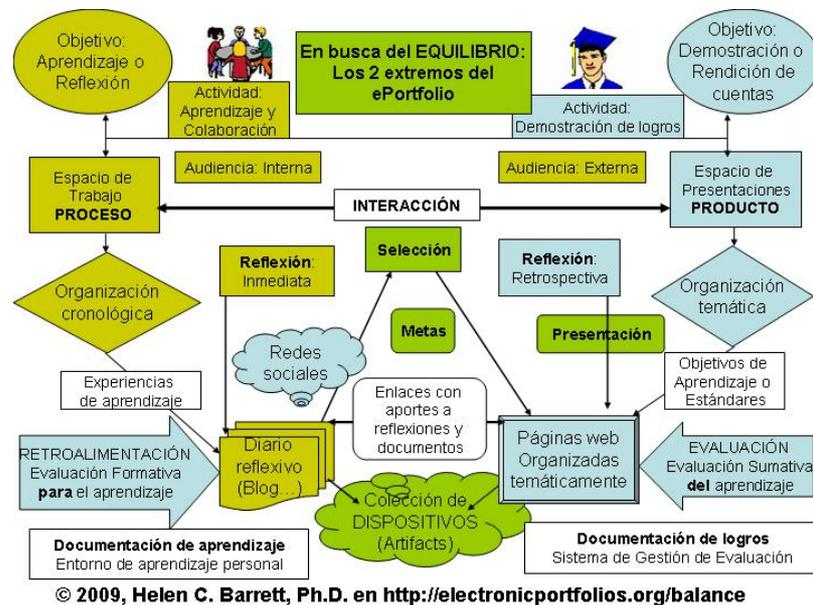 Objetivo:
Aprendizaje o
Reflexión
En busca del EQUILIBRIO:
Los 2 extremos del
ePortfolio
Objetivo:
Demostración o
Rendición de
cuentas
Actividad:
Aprendizaje y
Colaboración
Actividad:
Demostración de logros
Audiencia: Interna
Audiencia: Externa
Espacio de
Trabajo
PROCESO
INTERACCIÓN
Espacio de
Presentaciones
PRODUCTO
Reflexión:
Inmediata
Selección
Reflexión:
Retrospectiva
Organización
cronológica
Organización
temática
Metas
Presentación
Redes
sociales
Experiencias
de aprendizaje
Enlaces con
aportes a
reflexiones y
documentos
Objetivos de
Aprendizaje o
Estándares
RETROALIMENTACIÓN
Evaluación Formativa
para el aprendizaje
Diario
reflexivo
(Blog...)
Páginas web
Organizadas
temáticamente
EVALUACIÓN
Evaluación Sumativa
del aprendizaje
Colección de
DISPOSITIVOS
(Artifacts)
Documentación de aprendizaje
Entorno de aprendizaje personal
Documentación de logros
Sistema de Gestión de Evaluación
© 2009, Helen C. Barrett, Ph.D. en http://electronicportfolios.org/balance